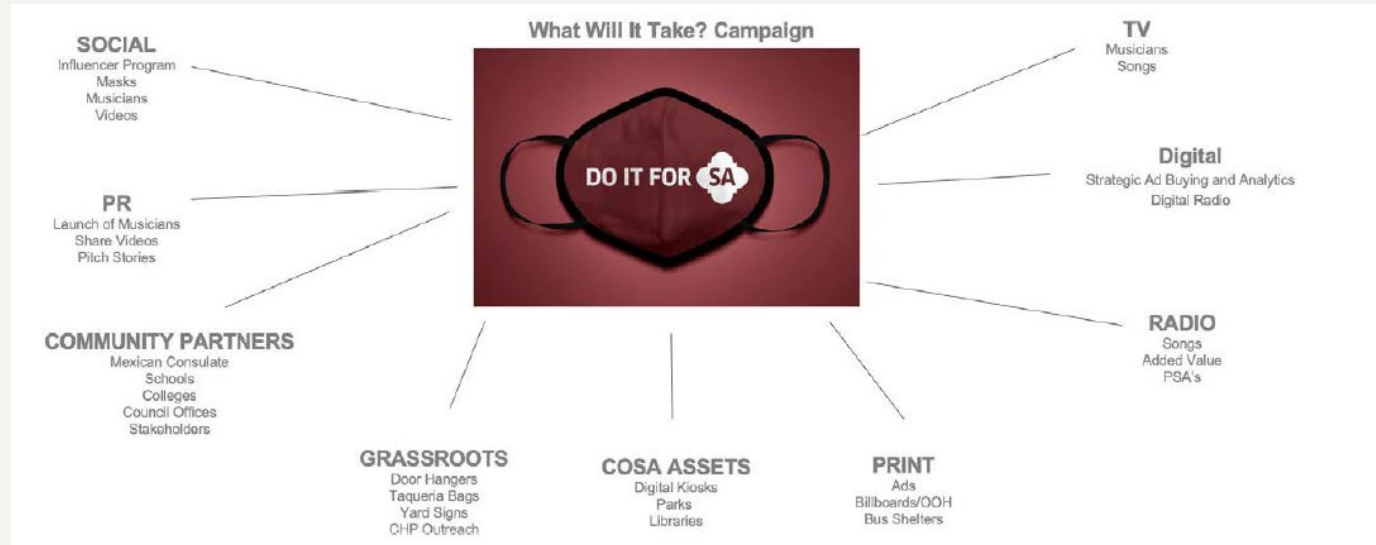 What Will It Take? Campaign
DO IT FOR SA
SOCIAL
Influencer Program
Masks
Musicians
Videos
PR
Launch of Musicians
Share Videos
Pitch Stories
COMMUNITY PARTNERS
Mexican Consulate
Schools
Colleges
Council Offices
Stakeholders
GRASSROOTS
Door Hangers
Taqueria Bags
Yard Signs
CHP Outreach
COSA ASSETS
Digital Kiosks
Parks
Libraries
PRINT
Ads
Billboards/OOH
Bus Shelters
TV
Musicians
Songs
Digital
Strategic Ad Buying and Analytics
Digital Radio
RADIO
Songs
Added Value
PSA's